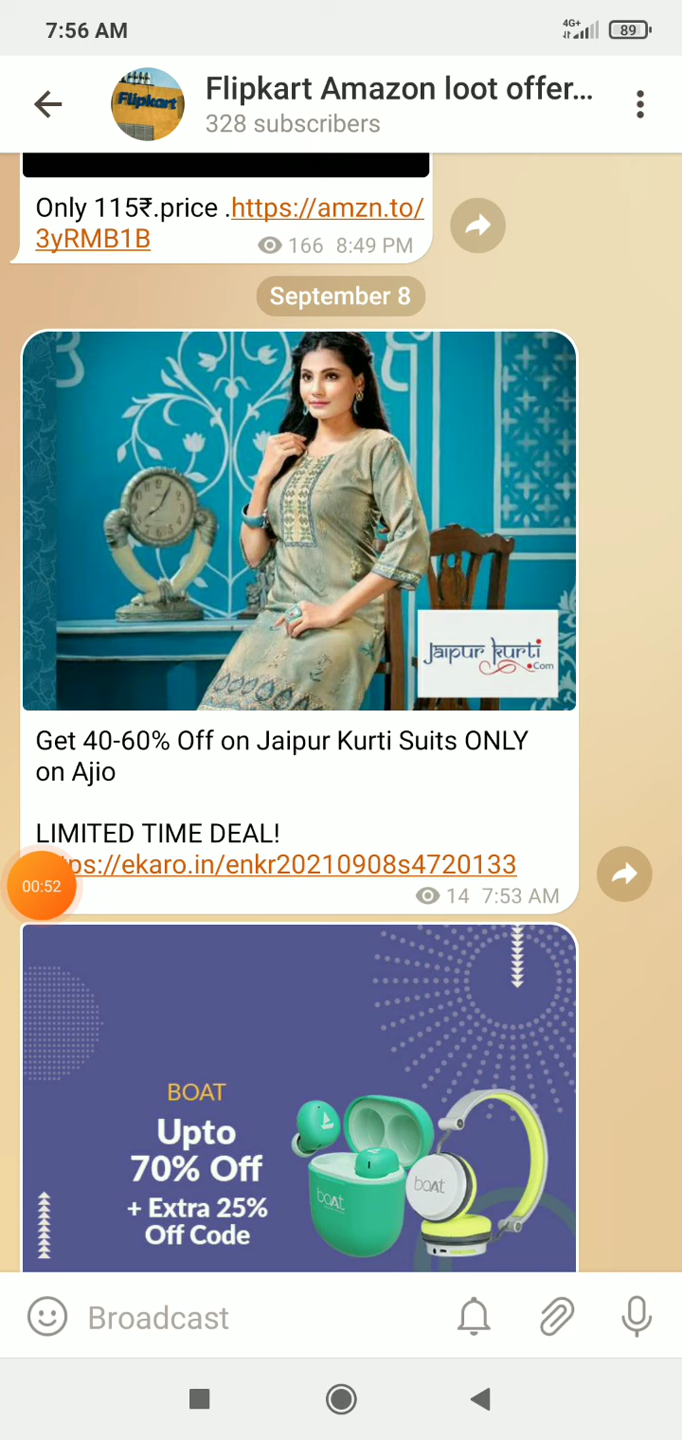 7:56 AM
4G+
89
Flipkart
Flipkart Amazon loot offer...
328 subscribers
Only 115₹.price .https://amzn.to/
3yRMB1B
166 8:49 PM
September 8
Jaipur kurti
.Com
Get 40-60% Off on Jaipur Kurti Suits ONLY
on Ajio
LIMITED TIME DEAL!
ps://ekaro.in/enkr20210908s4720133
00:52
14 7:53 AM
BOAT
Upto
70% Off
+ Extra 25%
Off Code
boAt
boAt
Broadcast